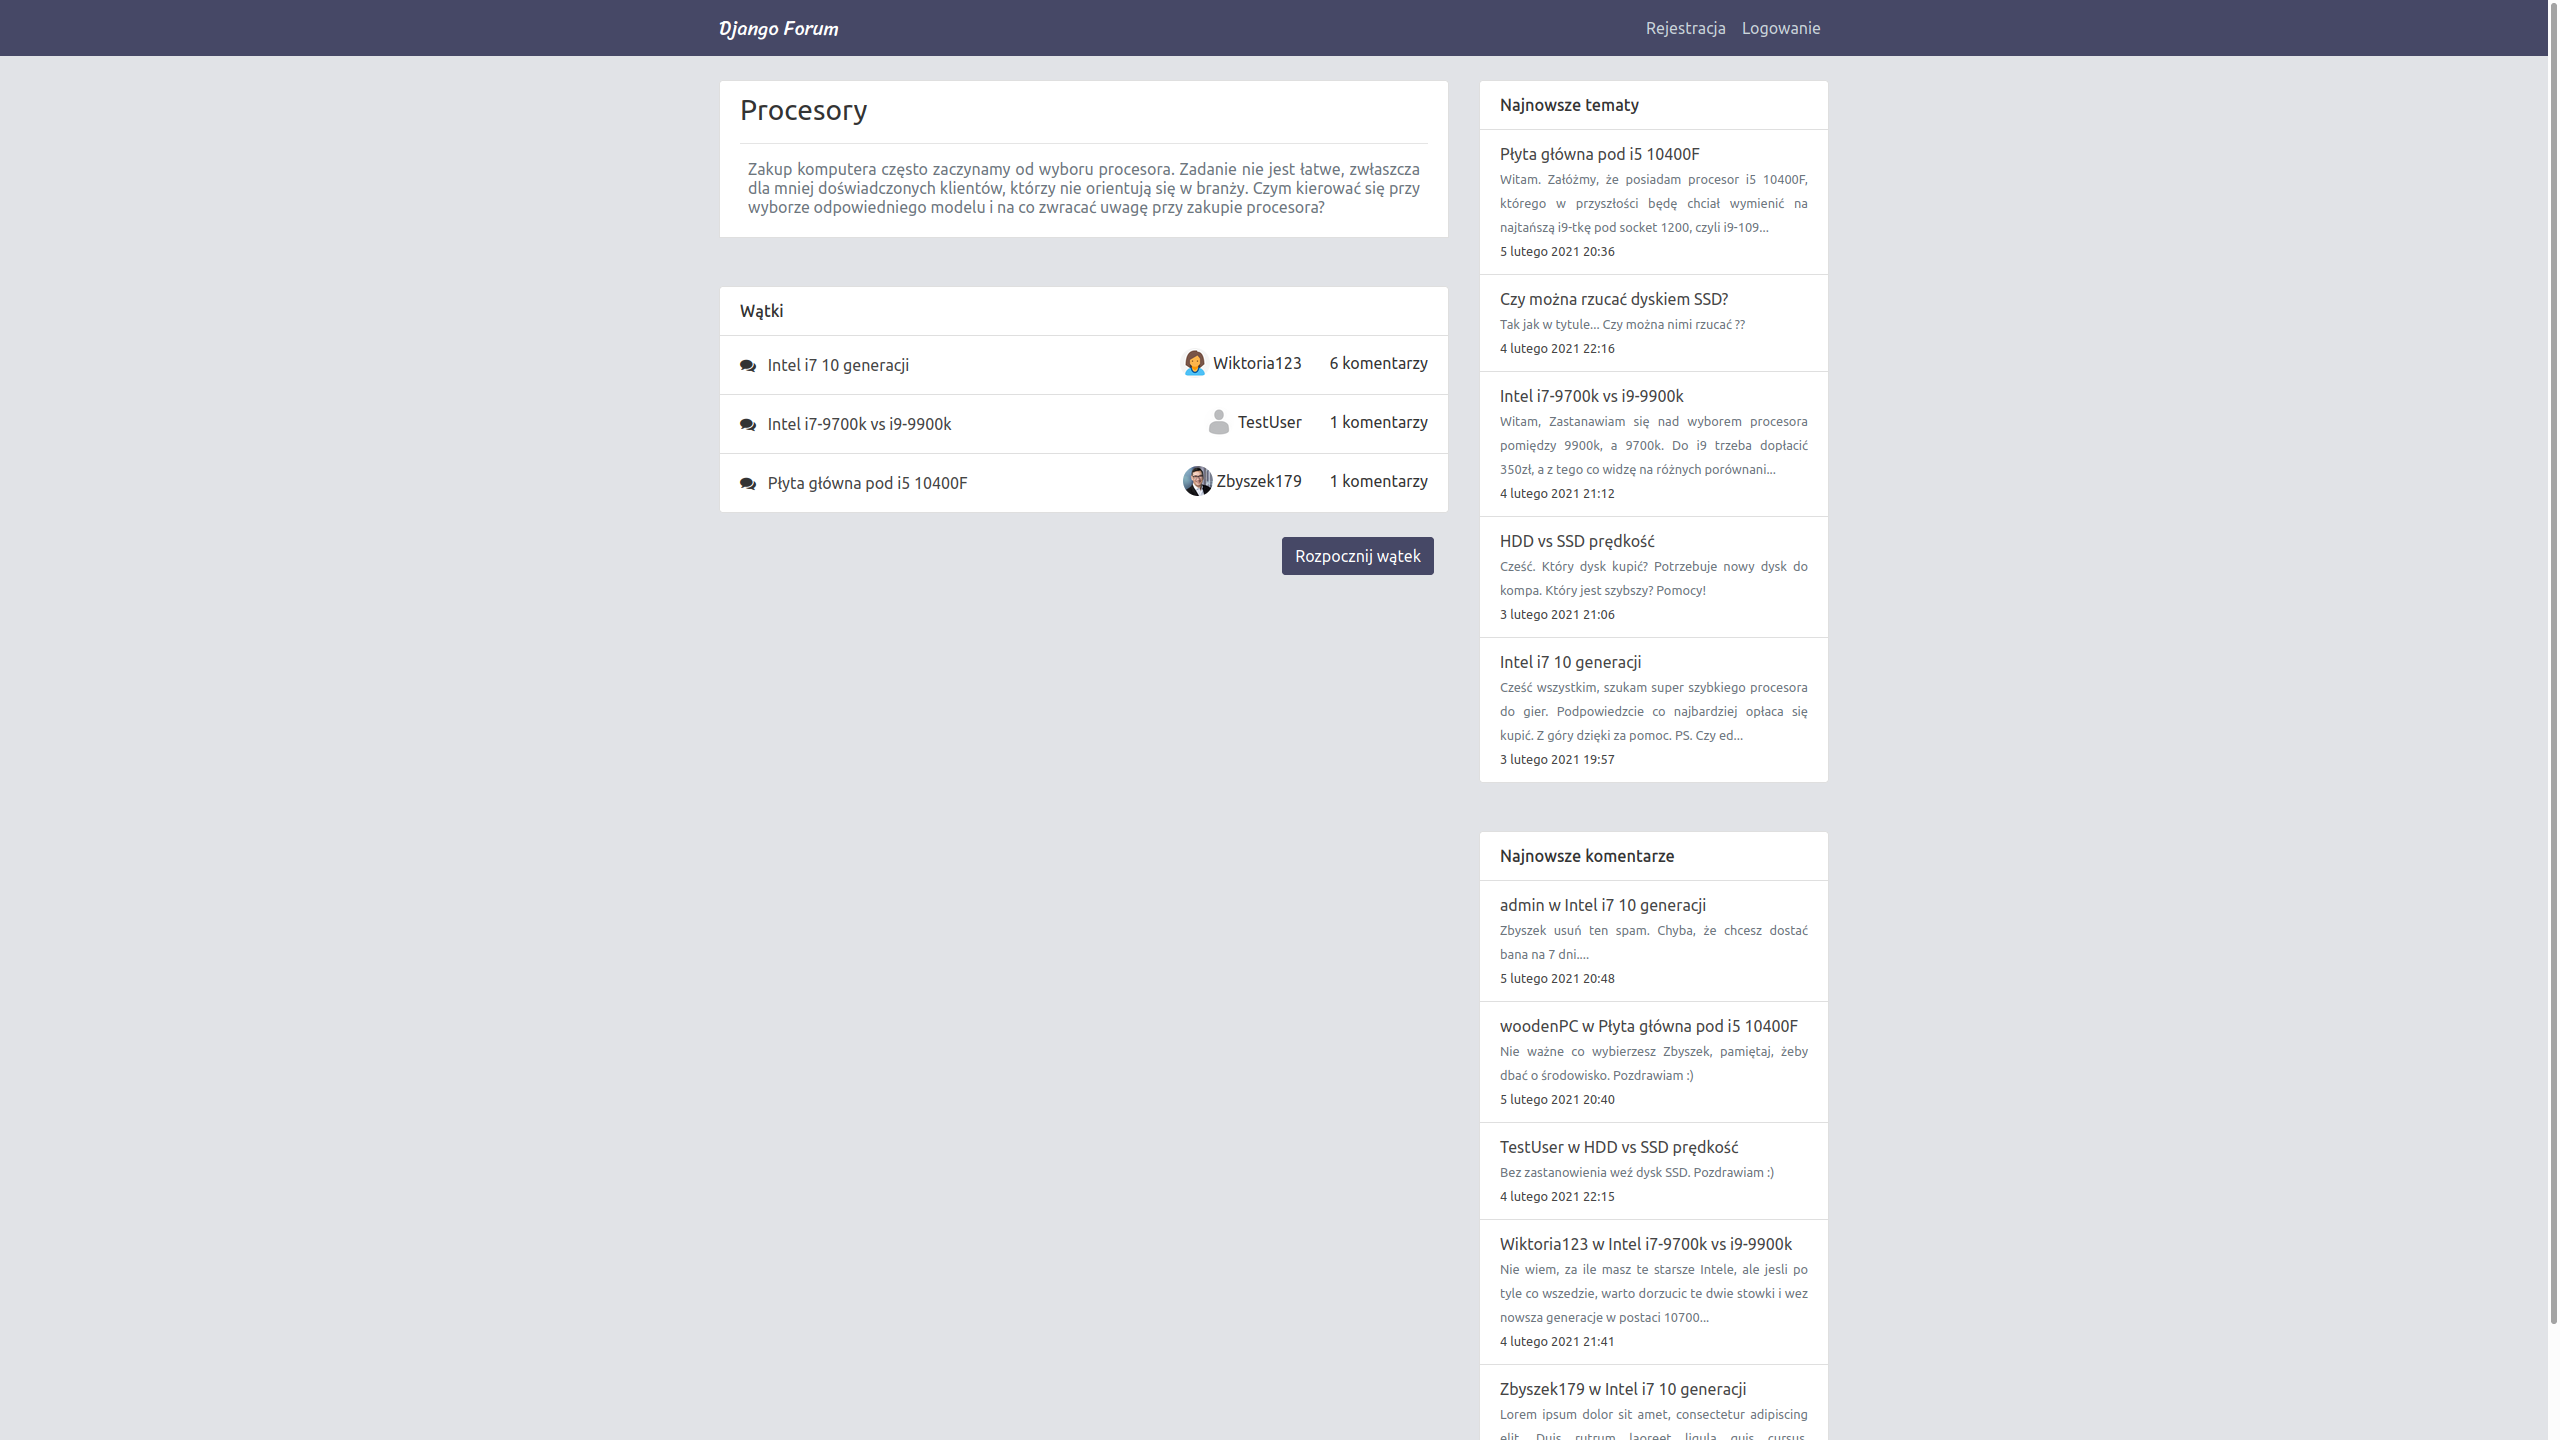 Django Forum
Rejestracja
Logowanie
Procesory
Zakup komputera często zaczynamy od wyboru procesora. Zadanie nie jest łatwe, zwłaszcza
dla mniej doświadczonych klientów, którzy nie orientują się w branży. Czym kierować się przy
wyborze odpowiedniego modelu i na co zwracać uwagę przy zakupie procesora?
Wątki
Intel i7 10 generacji
Wiktoria123
6 komentarzy
Intel i7-9700k vs i9-9900k
TestUser
1 komentarzy
Płyta główna pod i5 10400F
Zbyszek179
1 komentarzy
Rozpocznij wątek
Najnowsze tematy
Płyta główna pod i5 10400F
Witam. Załóżmy, że posiadam procesor i5 10400F,
którego w przyszłości będę chciał wymienić na
najtańszą i9-tkę pod socket 1200, czyli i9-109...
5 lutego 2021 20:36
Czy można rzucać dyskiem SSD?
Tak jak w tytule... Czy można nimi rzucać ??
4 lutego 2021 22:16
Intel i7-9700k vs i9-9900k
Witam, Zastanawiam się nad wyborem procesora
pomiędzy 9900k, a 9700k. Do i9 trzeba dopłacić
350zł, a z tego co widzę na różnych porównani...
4 lutego 2021 21:12
HDD vs SSD prędkość
Cześć. Który dysk kupić? Potrzebuje nowy dysk do
kompa. Który jest szybszy? Pomocy!
3 lutego 2021 21:06
Intel i7 10 generacji
Cześć wszystkim, szukam super szybkiego procesora
do gier. Podpowiedzcie co najbardziej opłaca się
kupić. Z góry dzięki za pomoc. PS. Czy ed...
3 lutego 2021 19:57
Najnowsze komentarze
admin w Intel i7 10 generacji
Zbyszek usuń ten spam. Chyba, że chcesz dostać
bana na 7 dni....
5 lutego 2021 20:48
woodenPC w Płyta główna pod i5 10400F
Nie ważne co wybierzesz Zbyszek, pamiętaj, żeby
dbać o środowisko. Pozdrawiam :)
5 lutego 2021 20:40
TestUser w HDD vs SSD prędkość
Bez zastanowienia weź dysk SSD. Pozdrawiam :)
4 lutego 2021 22:15
Wiktoria123 w Intel i7-9700k vs i9-9900k
Nie wiem, za ile masz te starsze Intele, ale jesli po
tyle co wszedzie, warto dorzucic te dwie stowki i wez
nowsza generacje w postaci 10700...
4 lutego 2021 21:41
Zbyszek179 w Intel i7 10 generacji
Lorem ipsum dolor sit amet, consectetur adipiscing
elit. Duis rutrum laoreet ligula quis cursus.